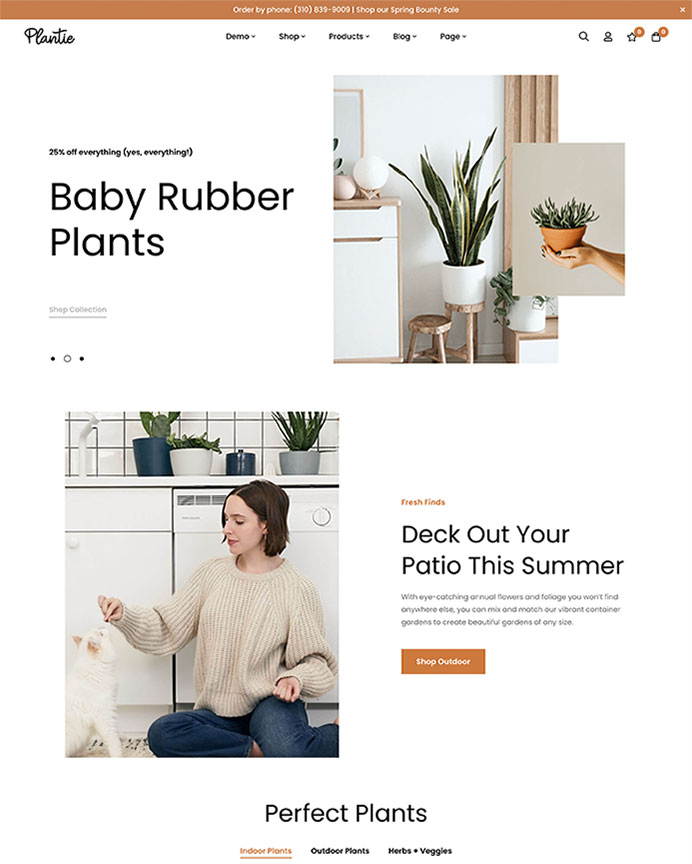 Order by phone: (310) 839-9009 | Shop our Spring Bounty Sale
×
Plantie
Demo Shop Products Blog Page
0 0
25% off everything (yes, everything!)
Baby Rubber
Plants
Shop Collection
Fresh Finds
Deck Out Your
Patio This Summer
With eye-catching annual flowers and foliage you won't find
anywhere else, you can mix and match our vibrant container
gardens to create beautiful gardens of any size.
Shop Outdoor
Perfect Plants
Indoor Plants Outdoor Plants Herbs + Veggies